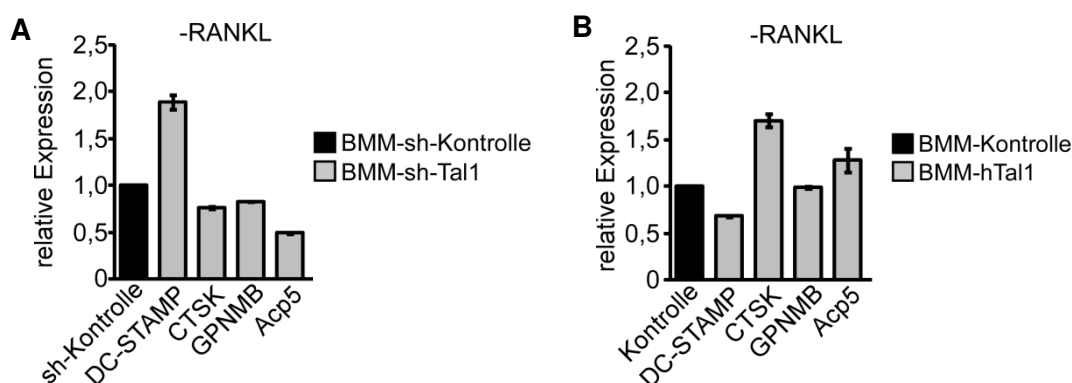 A
-RANKL
relative Expression
2,5
2,0
1,5
1,0
0,5
0
sh-Kontrolle
DC-STAMP
CTSK
GPNMB
Acp5
BMM-sh-Kontrolle
BMM-sh-Tal1
B
-RANKL
relative Expression
2,5
2,0
1,5
1,0
0,5
0
Kontrolle
DC-STAMP
CTSK
GPNMB
Acp5
BMM-Kontrolle
BMM-hTal1